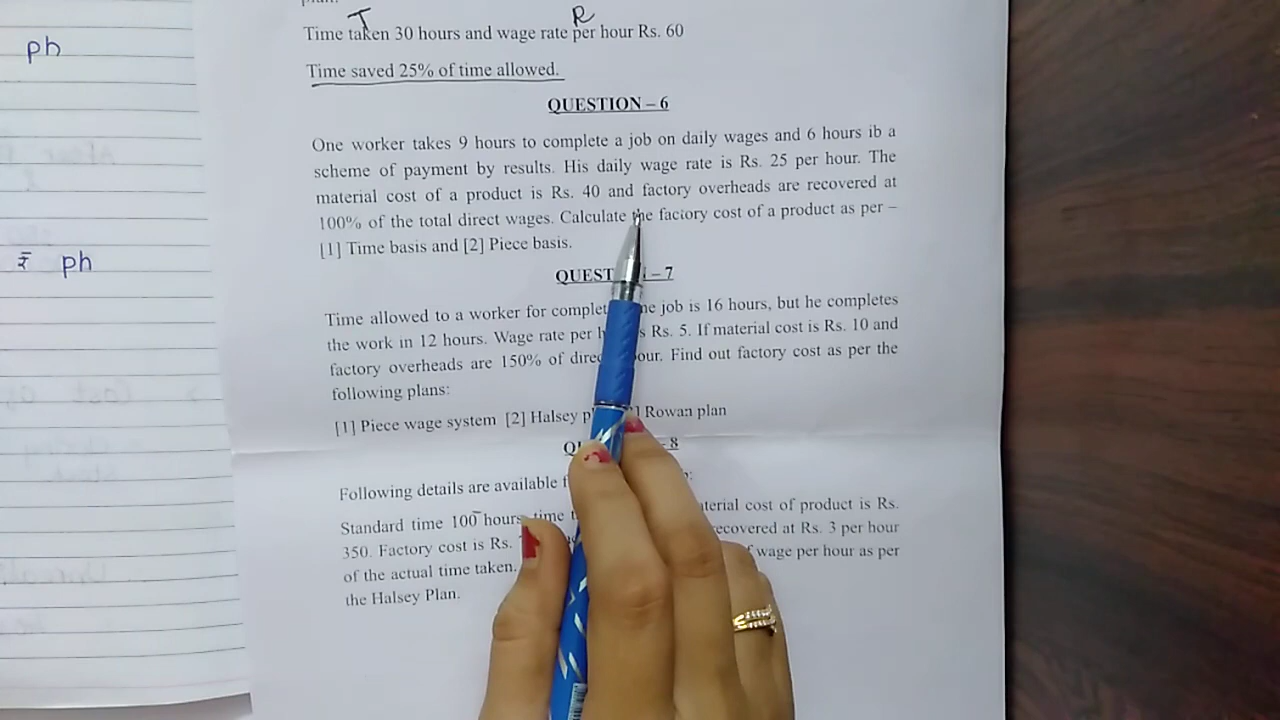 T R
ph
Time taken 30 hours and wage rate per hour Rs. 60
Time saved 25% of time allowed.
QUESTION – 6
One worker takes 9 hours to complete a job on daily wages and 6 hours ib a
scheme of payment by results. His daily wage rate is Rs. 25 per hour. The
material cost of a product is Rs. 40 and factory overheads are recovered at
100% of the total direct wages. Calculate the factory cost of a product as per –
[1] Time basis and [2] Piece basis.
₹ ph
QUEST – 7
Time allowed to a worker for job is 16 hours, but he completes
the work in 12 hours. Wage rate per Rs. 5. If material cost is Rs. 10 and
factory overheads are 150% of Find out factory cost as per the
following plans:
[1] Piece wage system [2] Halsey Rowan plan
– 8
Following details are available
Standard time 100 hours, time cost of product is Rs.
350. Factory cost is Rs. recovered at Rs. 3 per hour
of the actual time taken. wage per hour as per
the Halsey Plan.